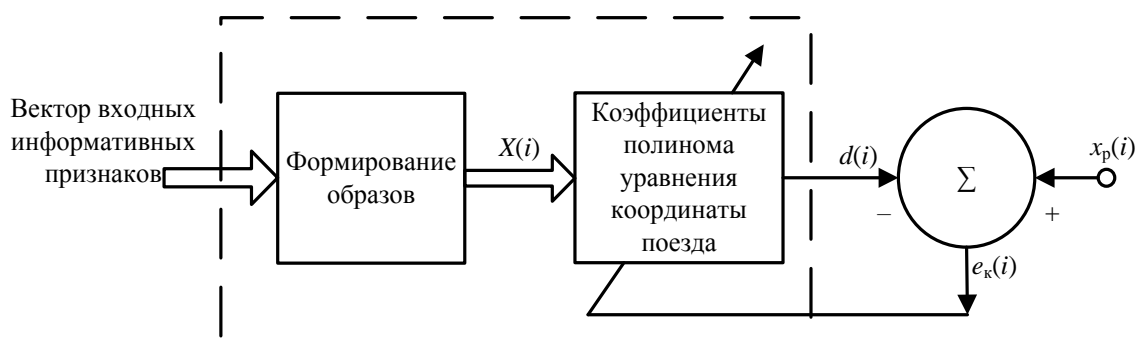 Вектор входных
информативных
признаков
Формирование
образов
X(i)
Коэффициенты
полинома
уравнения
координаты
поезда
d(i)
–
∑
+
xр(i)
eк(i)